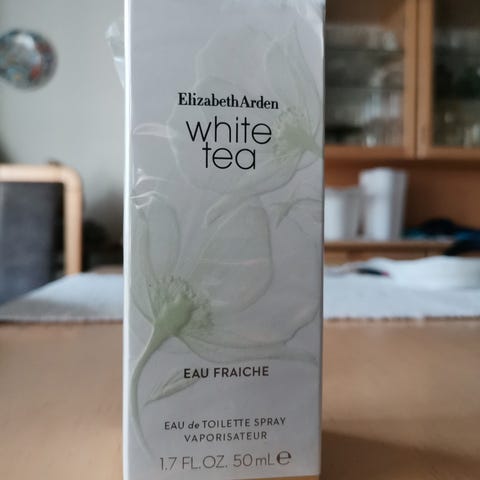 ElizabethArden
white
tea
EAU FRAICHE
EAU de TOILETTE SPRAY
VAPORISATEUR
1.7 FL.OZ. 50 mL e